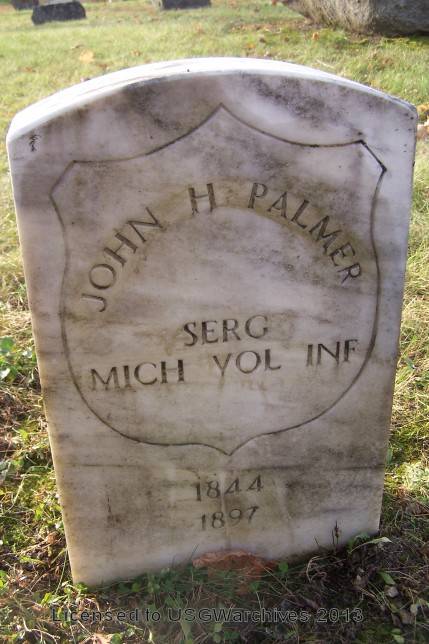 JOHN H PALMER
SERG
MICH VOL INF
1844
1897
Licensed to USGWarchives 2013